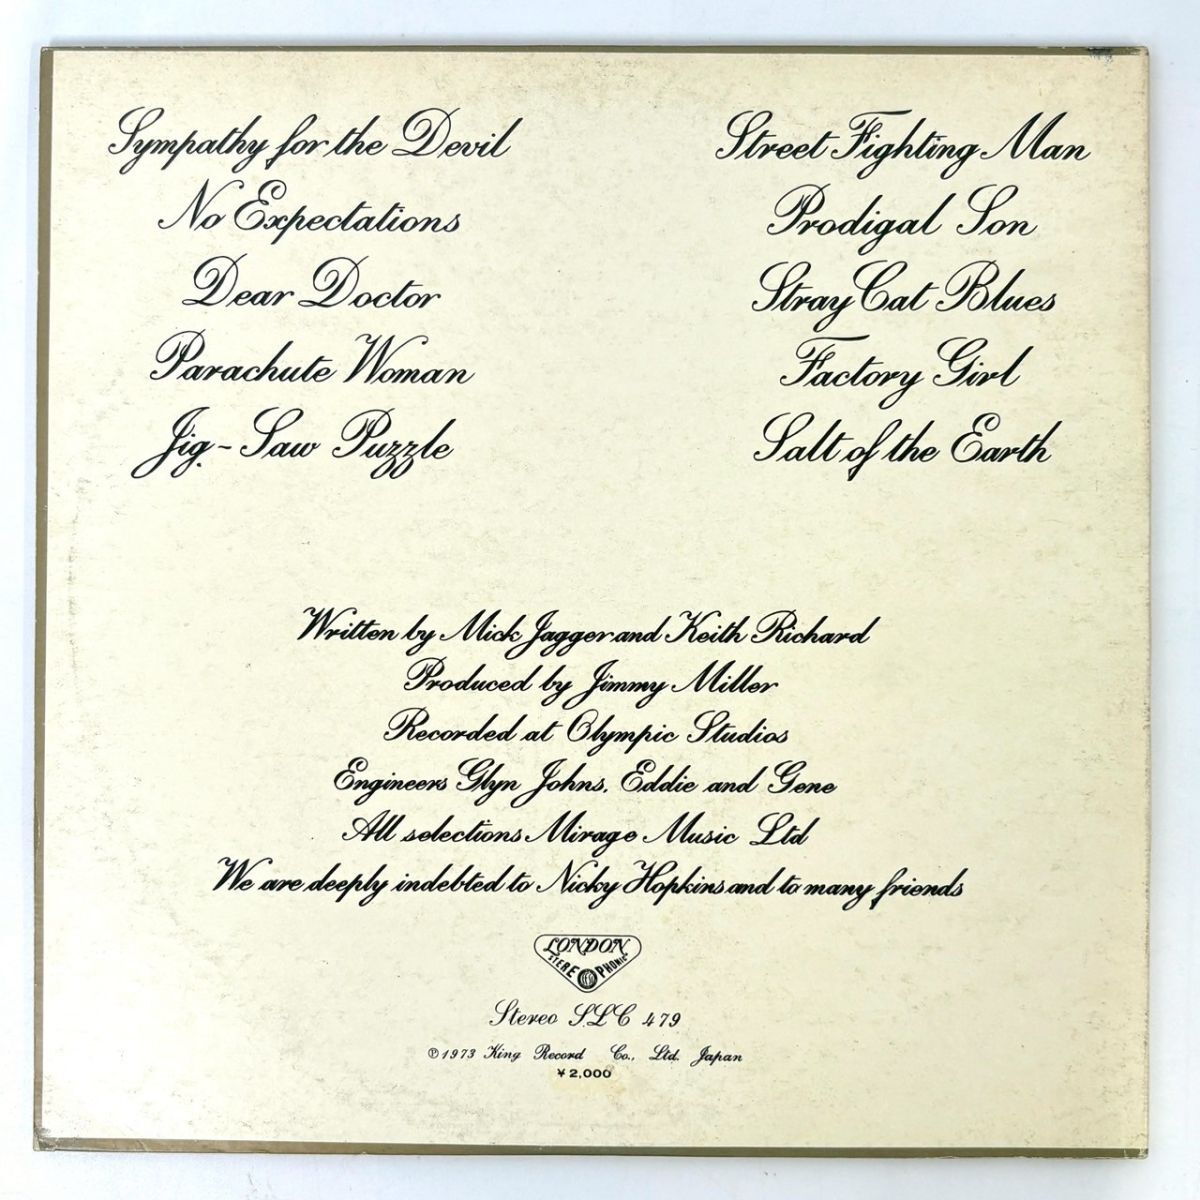 Sympathy for the Devil
No Expectations
Dear Doctor
Parachute Woman
Jig-Saw Puzzle
Street Fighting Man
Prodigal Son
Stray Cat Blues
Factory Girl
Salt of the Earth
Written by Mick Jagger and Keith Richard
Produced by Jimmy Miller
Recorded at Olympic Studios
Engineers Glyn Johns, Eddie and Gene
All selections Mirage Music Ltd
We are deeply indebted to Nicky Hopkins and to many friends
LONDON
STEREOPHONIC
Stereo SLC 479
℗1973 King Record Co., Ltd. Japan
¥2,000